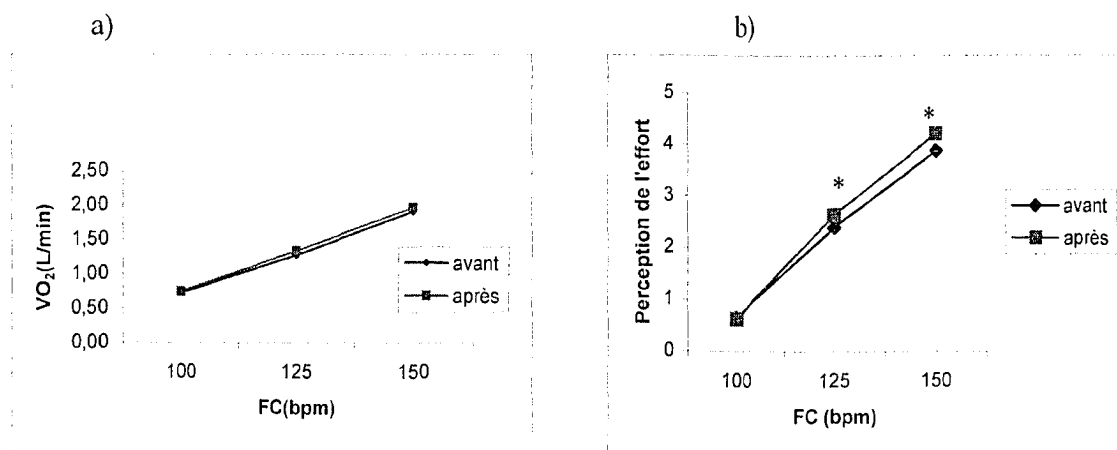 a)
VO₂(L/min)
2,50
2,00
1,50
1,00
0,50
0,00
100 125 150
FC(bpm)
avant
après
b)
Perception de l'effort
5
4
3
2
1
0
*
*
100 125 150
FC (bpm)
avant
après